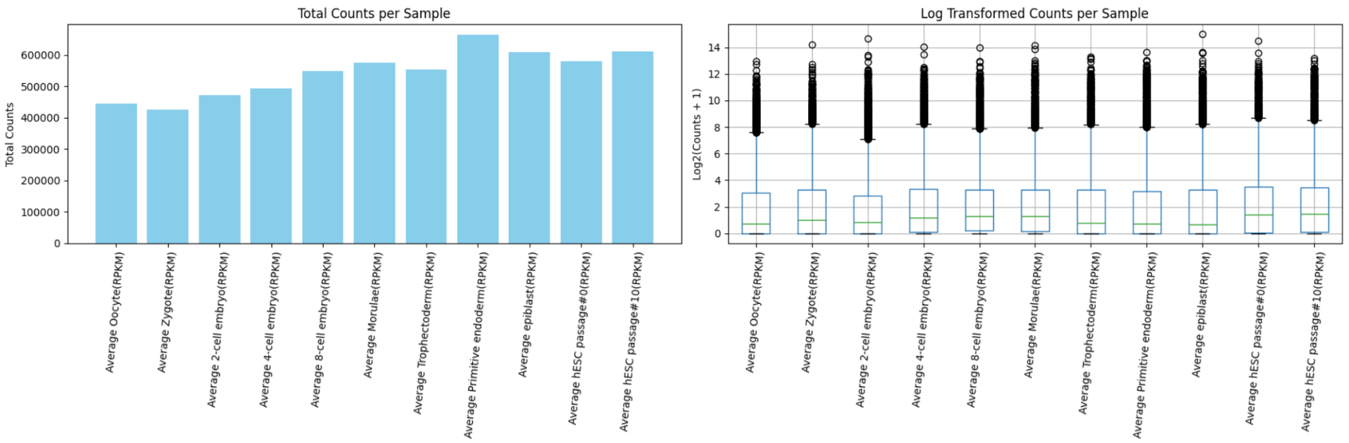 Total Counts per Sample
Total Counts
600000
500000
400000
300000
200000
100000
0
Average Oocyte(RPKM)
Average Zygote(RPKM)
Average 2-cell embryo(RPKM)
Average 4-cell embryo(RPKM)
Average 8-cell embryo(RPKM)
Average Morulae(RPKM)
Average Trophectoderm(RPKM)
Average Primitive endoderm(RPKM)
Average epiblast(RPKM)
Average hESC passage#0(RPKM)
Average hESC passage#10(RPKM)
Log Transformed Counts per Sample
Log2(Counts + 1)
14
12
10
8
6
4
2
0
Average Oocyte(RPKM)
Average Zygote(RPKM)
Average 2-cell embryo(RPKM)
Average 4-cell embryo(RPKM)
Average 8-cell embryo(RPKM)
Average Morulae(RPKM)
Average Trophectoderm(RPKM)
Average Primitive endoderm(RPKM)
Average epiblast(RPKM)
Average hESC passage#0(RPKM)
Average hESC passage#10(RPKM)